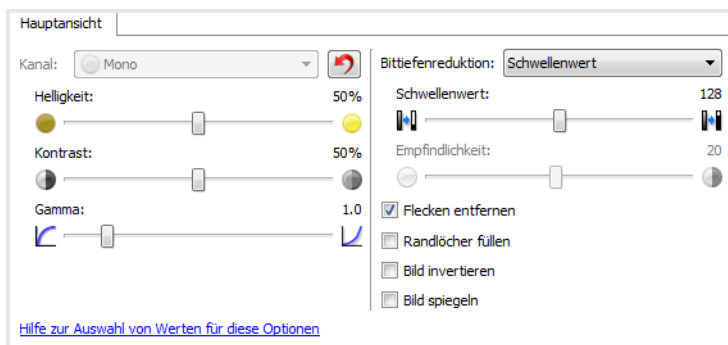 Hauptansicht
Kanal: Mono
Helligkeit: 50%
Kontrast: 50%
Gamma: 1.0
Bittiefenreduktion: Schwellenwert
Schwellenwert: 128
Empfindlichkeit: 20
Flecken entfernen
Randlöcher füllen
Bild invertieren
Bild spiegeln
Hilfe zur Auswahl von Werten für diese Optionen